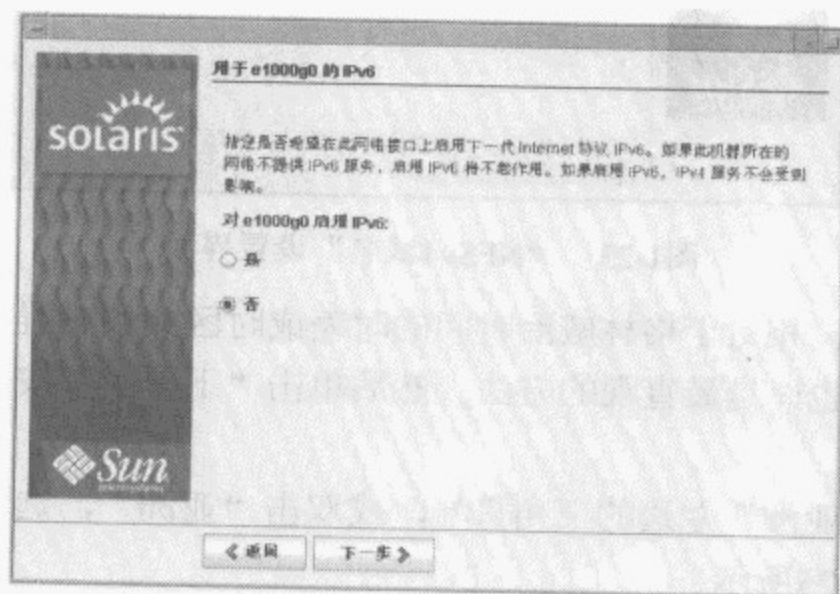 用于 e1000g0 的 IPv6
solaris
指定是否希望在此网络接口上启用下一代 Internet 协议 IPv6。如果此机器所在的
网络不提供 IPv6 服务，启用 IPv6 将不起作用。如果启用 IPv6，IPv4 服务不会受到
影响。
对 e1000g0 启用 IPv6:
是
否
Sun
microsystems
返回
下一步